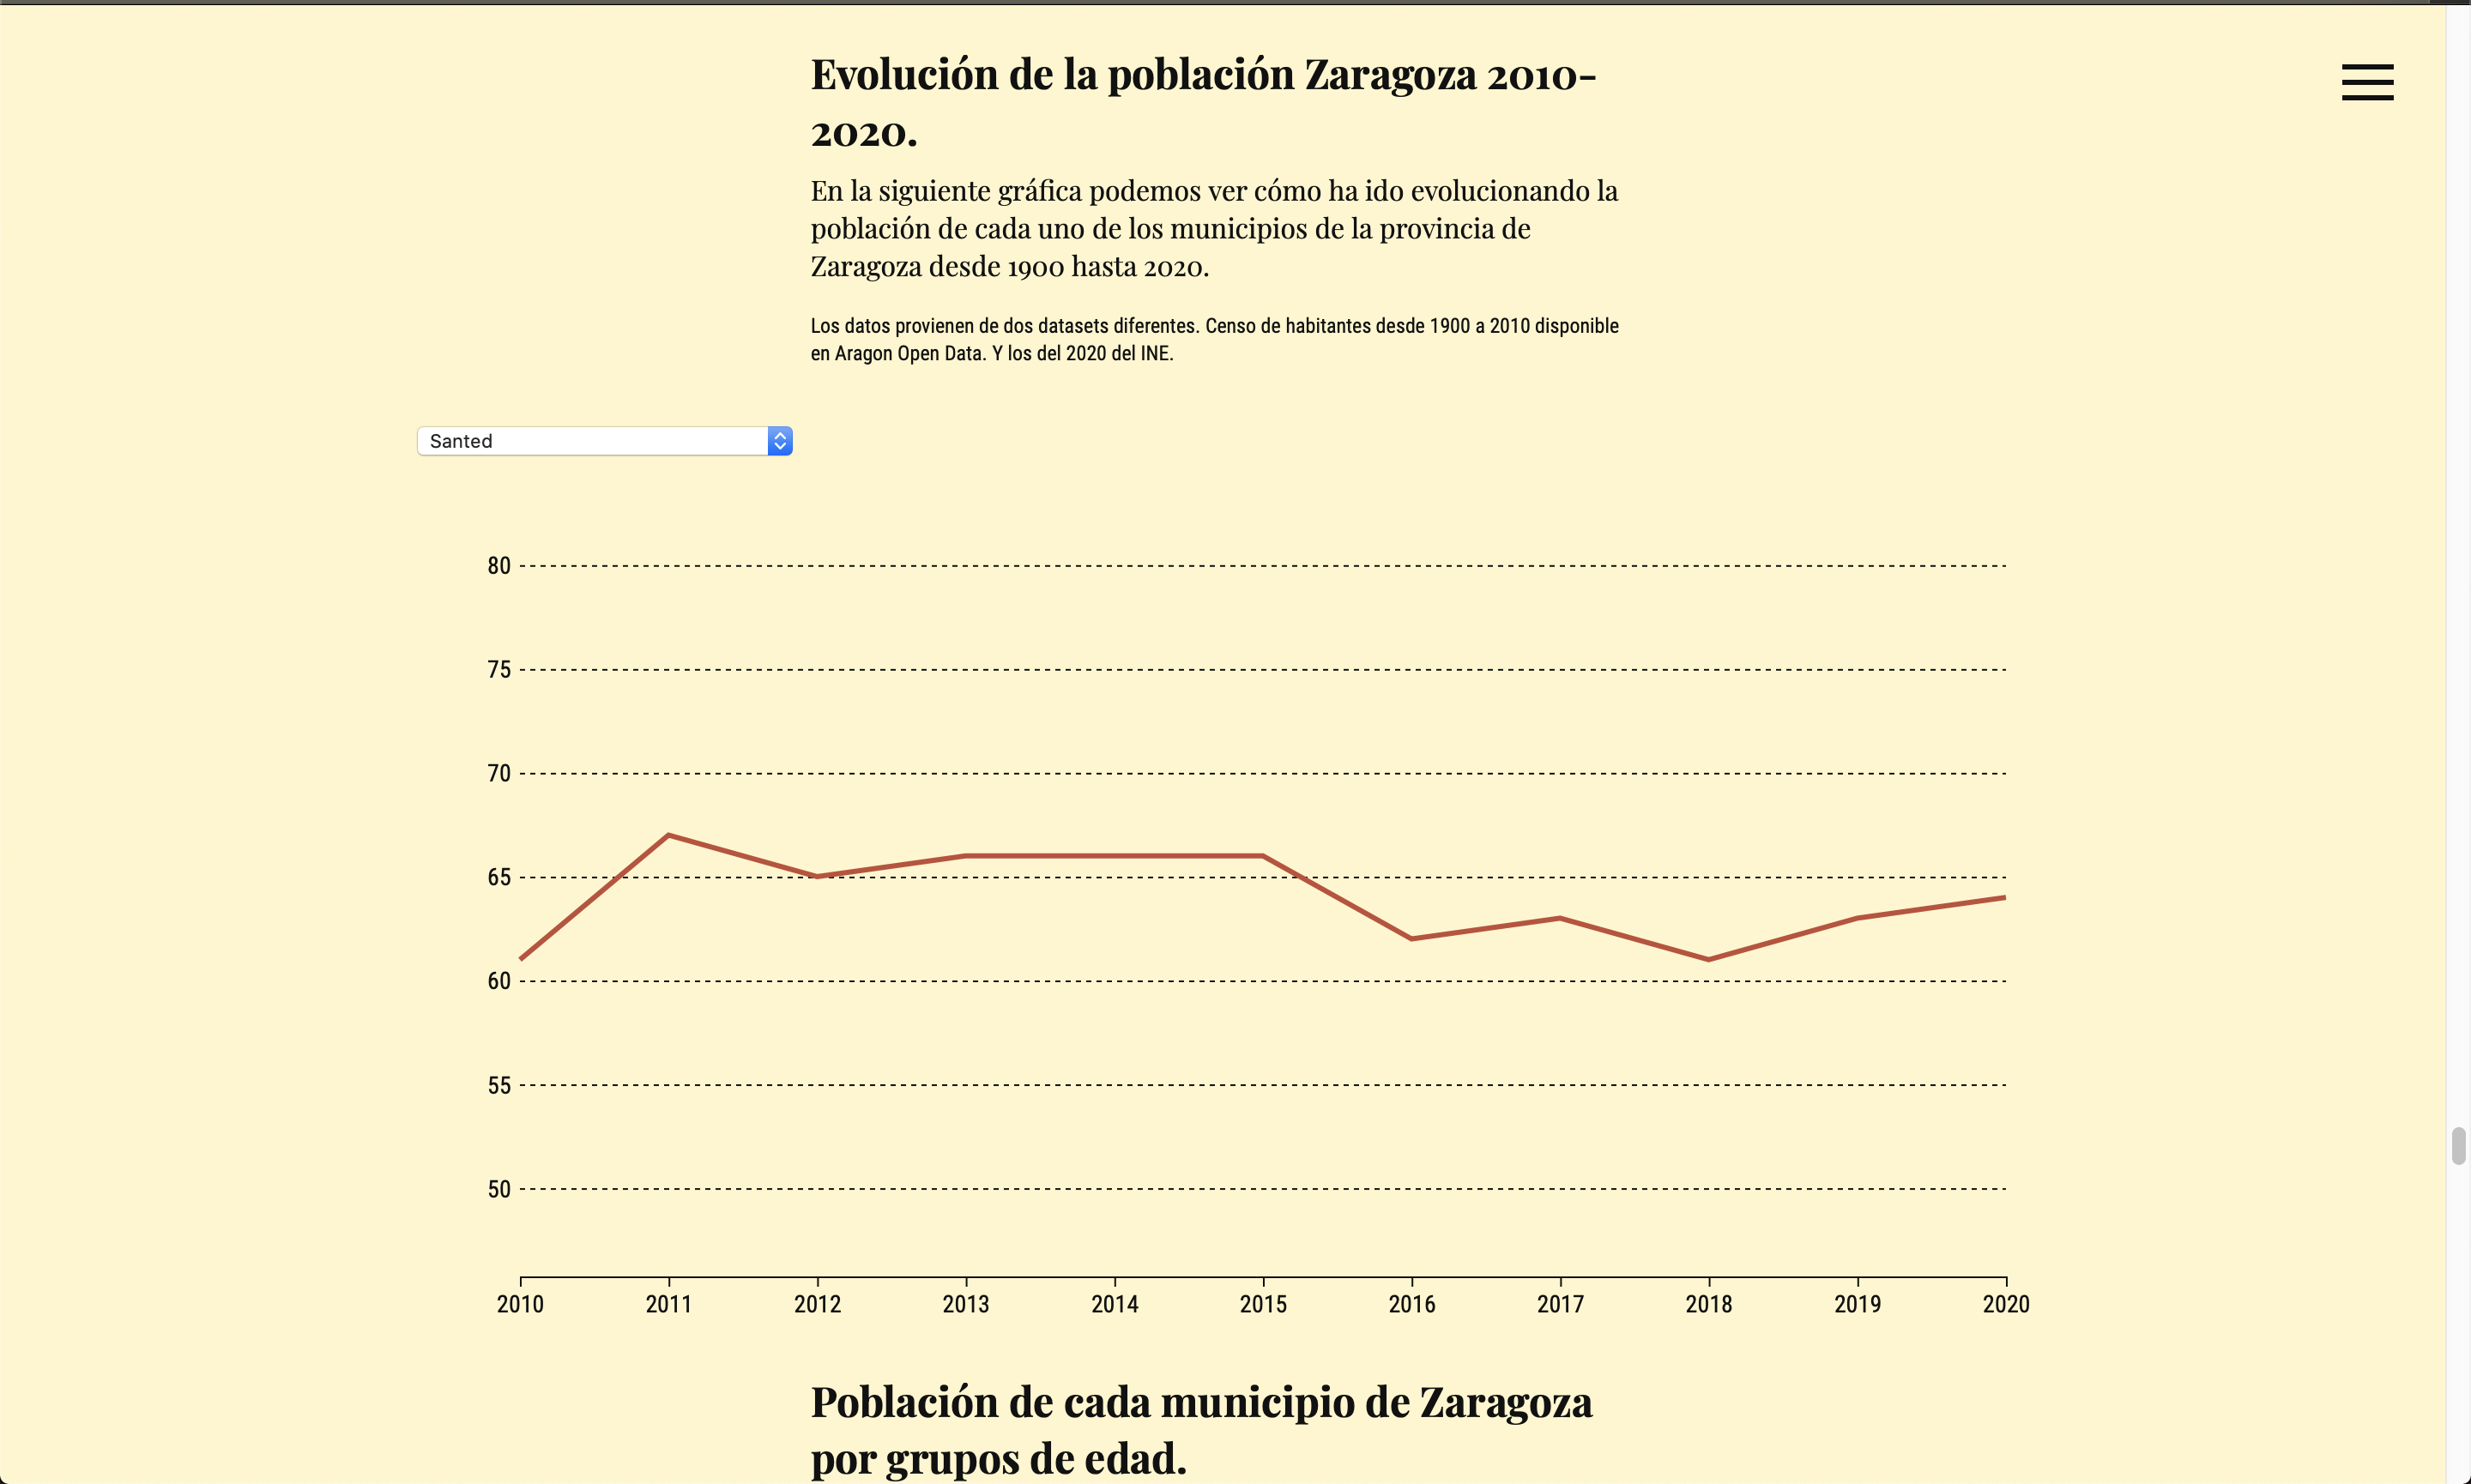 Evolución de la población Zaragoza 2010-
2020.
En la siguiente gráfica podemos ver cómo ha ido evolucionando la
población de cada uno de los municipios de la provincia de
Zaragoza desde 1900 hasta 2020.
Los datos provienen de dos datasets diferentes. Censo de habitantes desde 1900 a 2010 disponible
en Aragon Open Data. Y los del 2020 del INE.
Santed
80
75
70
65
60
55
50
2010 2011 2012 2013 2014 2015 2016 2017 2018 2019 2020
Población de cada municipio de Zaragoza
por grupos de edad.